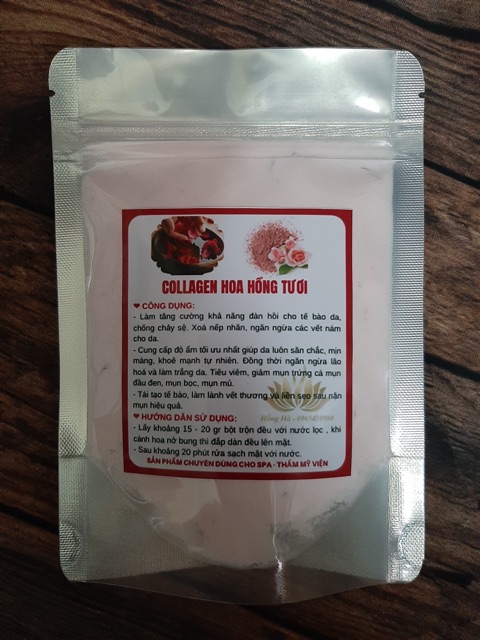 COLLAGEN HOA HỒNG TƯƠI
❤ CÔNG DỤNG:
- Làm tăng cường khả năng đàn hồi cho tế bào da,
chống chảy sệ. Xoá nếp nhăn, ngăn ngừa các vết nám
cho da.
- Cung cấp độ ẩm tối ưu nhất giúp da luôn săn chắc, mịn
màng, khoẻ mạnh tự nhiên. Đồng thời ngăn ngừa lão
hoá và làm trắng da. Tiêu viêm, giảm mụn trứng cá mụn
đầu đen, mụn bọc, mụn mủ.
- Tái tạo tế bào, làm lành vết thương và liền sẹo sau nặn
mụn hiệu quả.
❤ HƯỚNG DẪN SỬ DỤNG:
- Lấy khoảng 15 - 20 gr bột trộn đều với nước lọc , khi
cánh hoa nở bung thì đắp dàn đều lên mặt.
- Sau khoảng 20 phút rửa sạch mặt với nước.
SẢN PHẨM CHUYÊN DÙNG CHO SPA - THẨM MỸ VIỆN